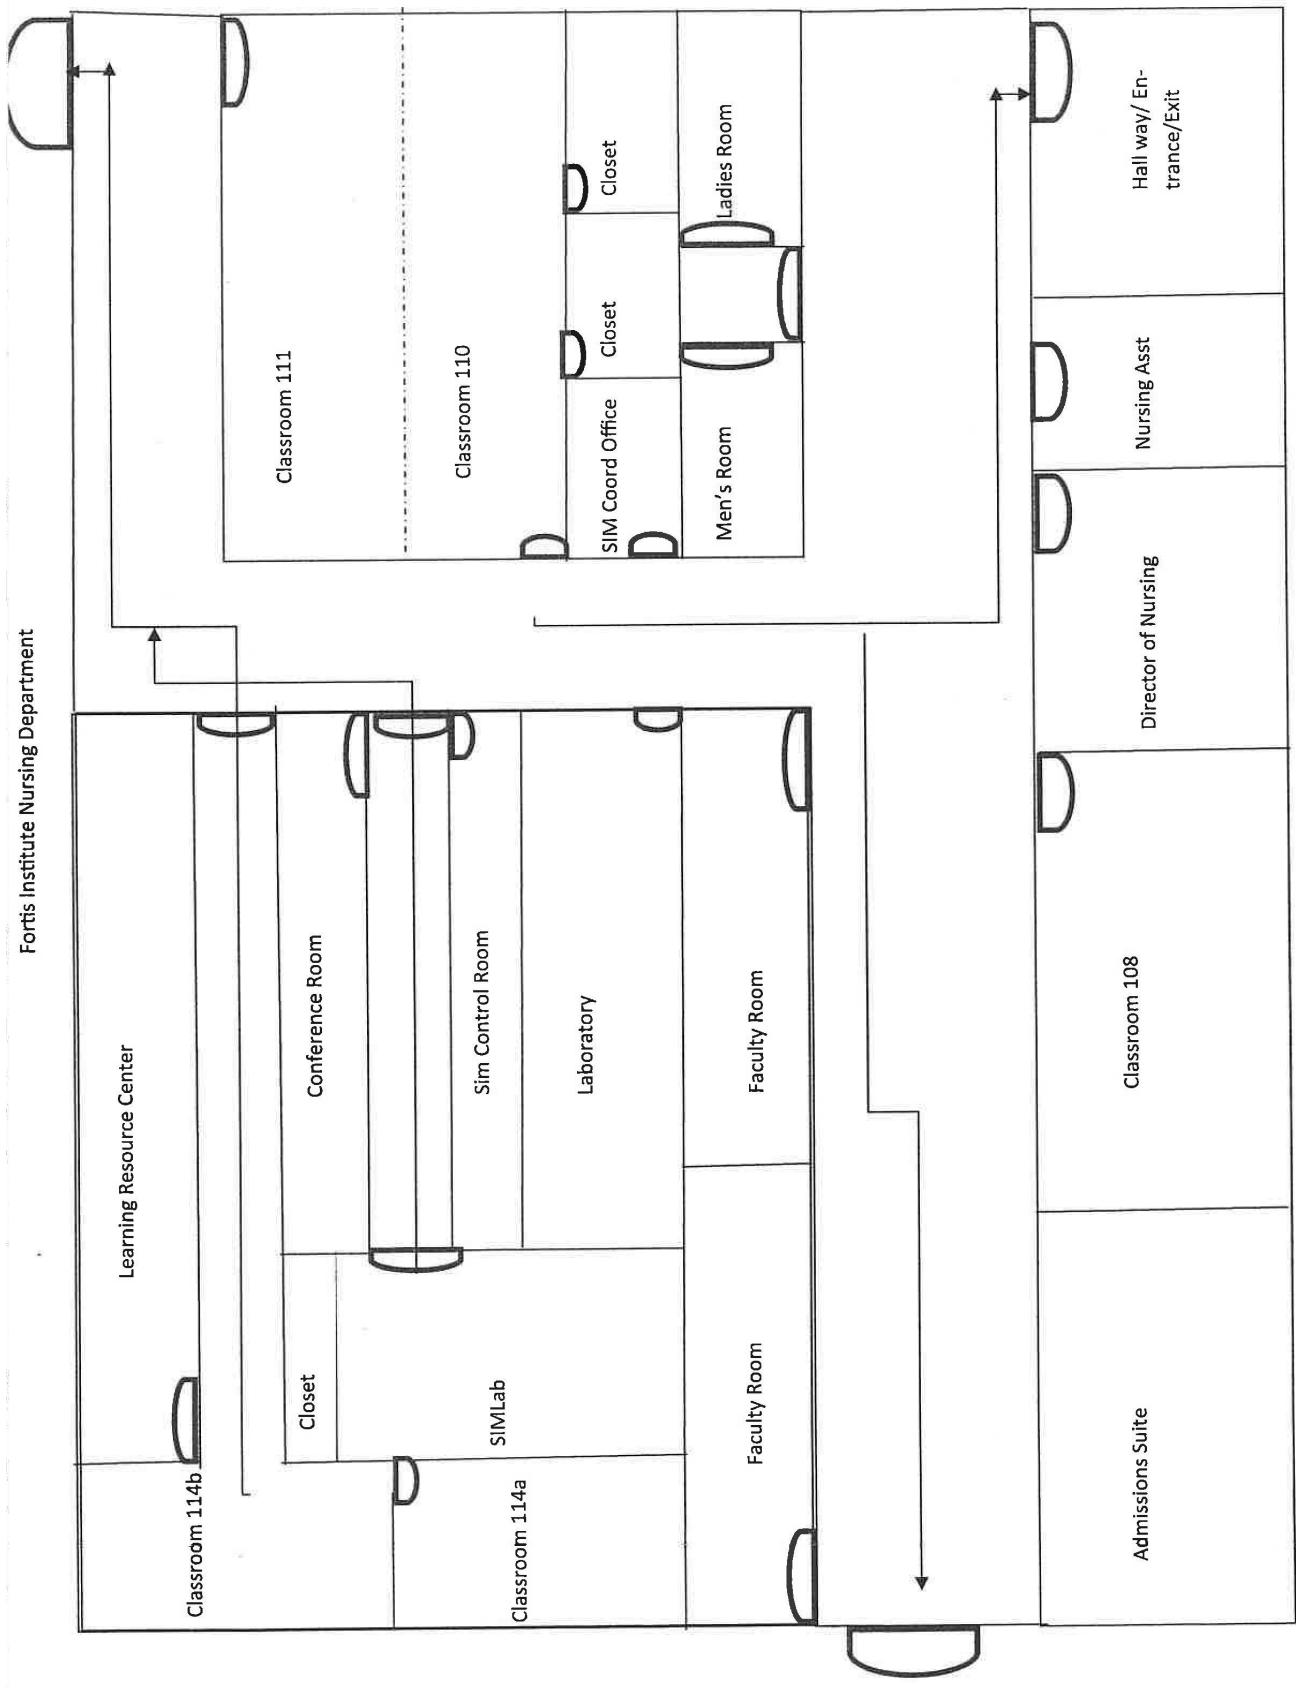 Fortis Institute Nursing Department
Classroom 114b
Learning Resource Center
Closet
Conference Room
Classroom 111
SIMLab
Sim Control Room
Classroom 110
Classroom 114a
Laboratory
SIM Coord Office
Closet
Closet
Faculty Room
Faculty Room
Men's Room
Ladies Room
Admissions Suite
Classroom 108
Director of Nursing
Nursing Asst
Hall way/ En-
trance/Exit